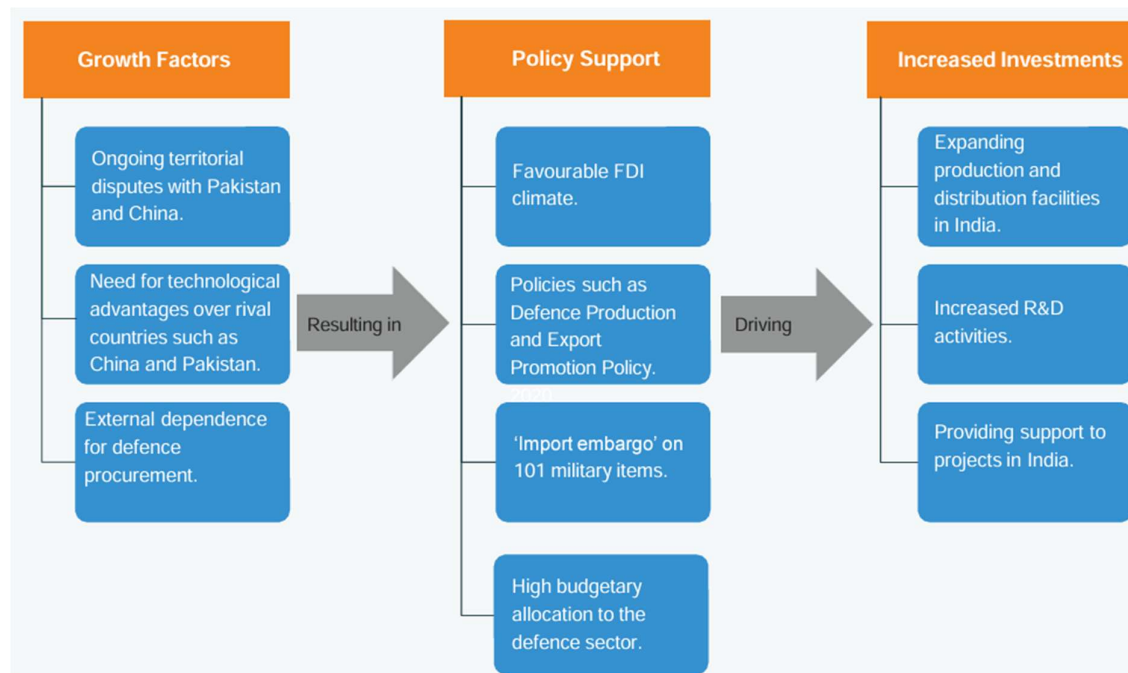 Growth Factors
Ongoing territorial
disputes with Pakistan
and China.
Need for technological
advantages over rival
countries such as
China and Pakistan.
External dependence
for defence
procurement.
Resulting in
Policy Support
Favourable FDI
climate.
Policies such as
Defence Production
and Export
Promotion Policy.
2020
‘Import embargo’ on
101 military items.
High budgetary
allocation to the
defence sector.
Driving
Increased Investments
Expanding
production and
distribution facilities
in India.
Increased R&D
activities.
Providing support to
projects in India.